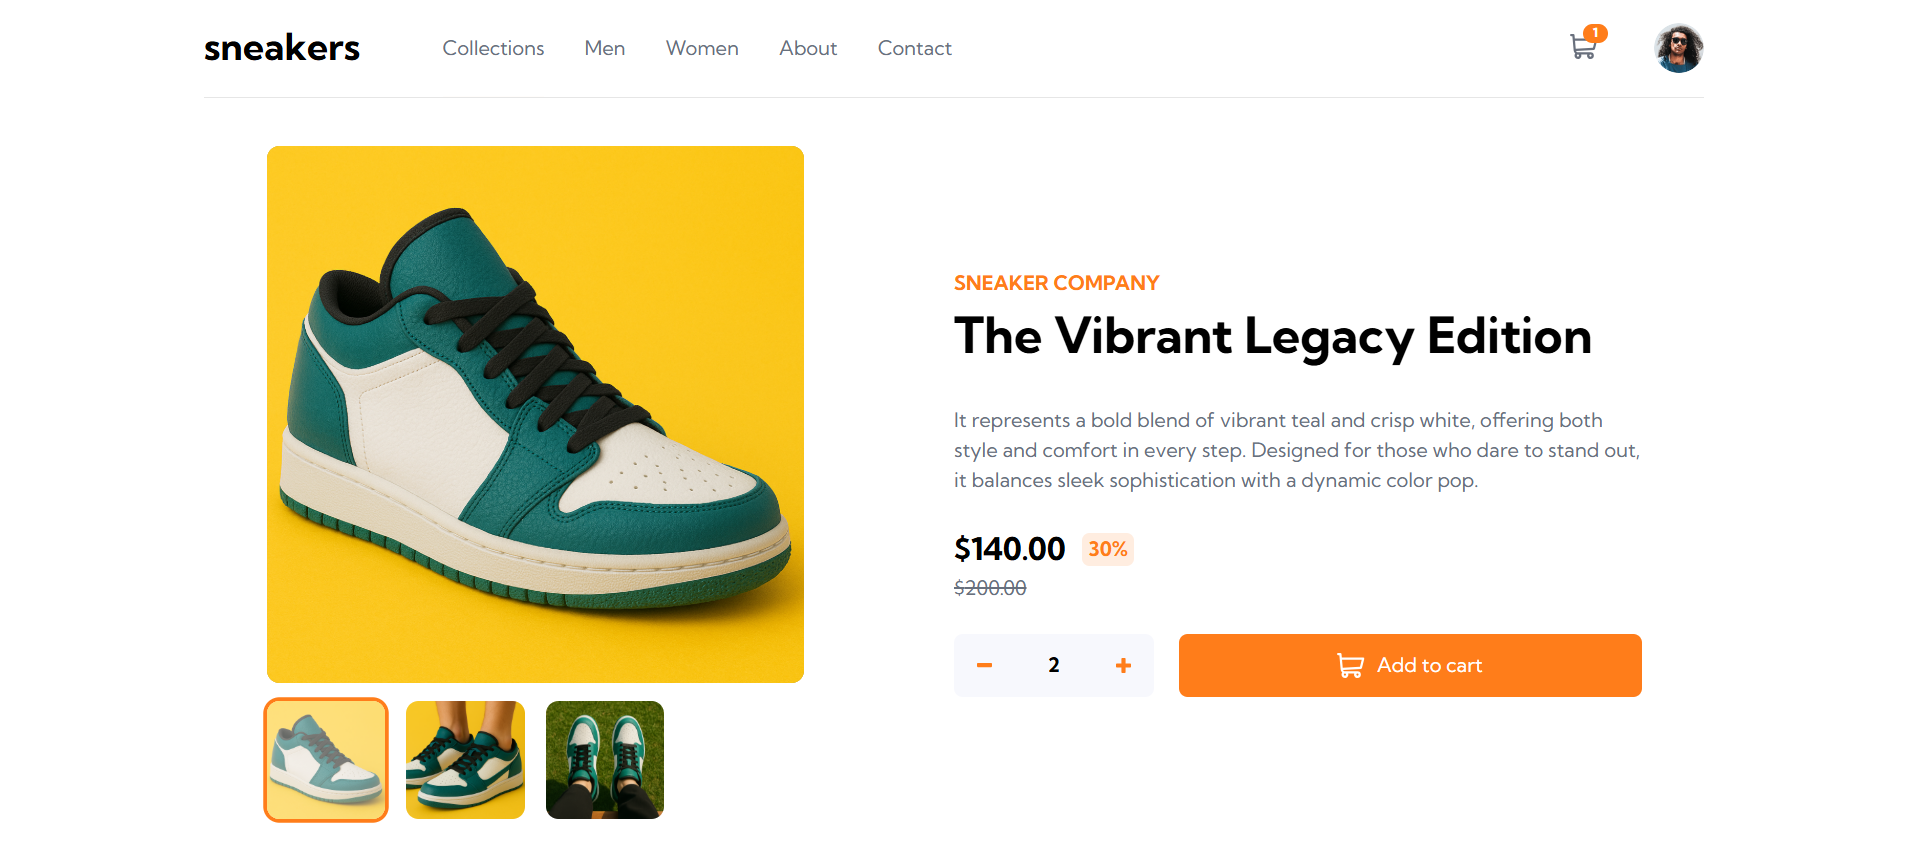 sneakers
Collections
Men
Women
About
Contact
1
SNEAKER COMPANY
The Vibrant Legacy Edition
It represents a bold blend of vibrant teal and crisp white, offering both
style and comfort in every step. Designed for those who dare to stand out,
it balances sleek sophistication with a dynamic color pop.
$140.00
30%
$200.00
2
Add to cart